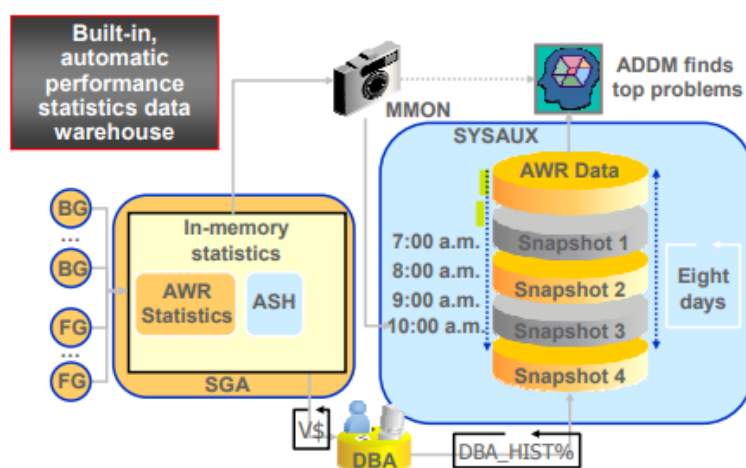 Built-in,
automatic
performance
statistics data
warehouse
MMON
ADDM finds
top problems
SYSAUX
AWR Data
BG
...
BG
FG
...
FG
In-memory
statistics
AWR
Statistics
ASH
SGA
7:00 a.m.
8:00 a.m.
9:00 a.m.
10:00 a.m.
Snapshot 1
Snapshot 2
Snapshot 3
Snapshot 4
Eight
days
V$
DBA
DBA_HIST%